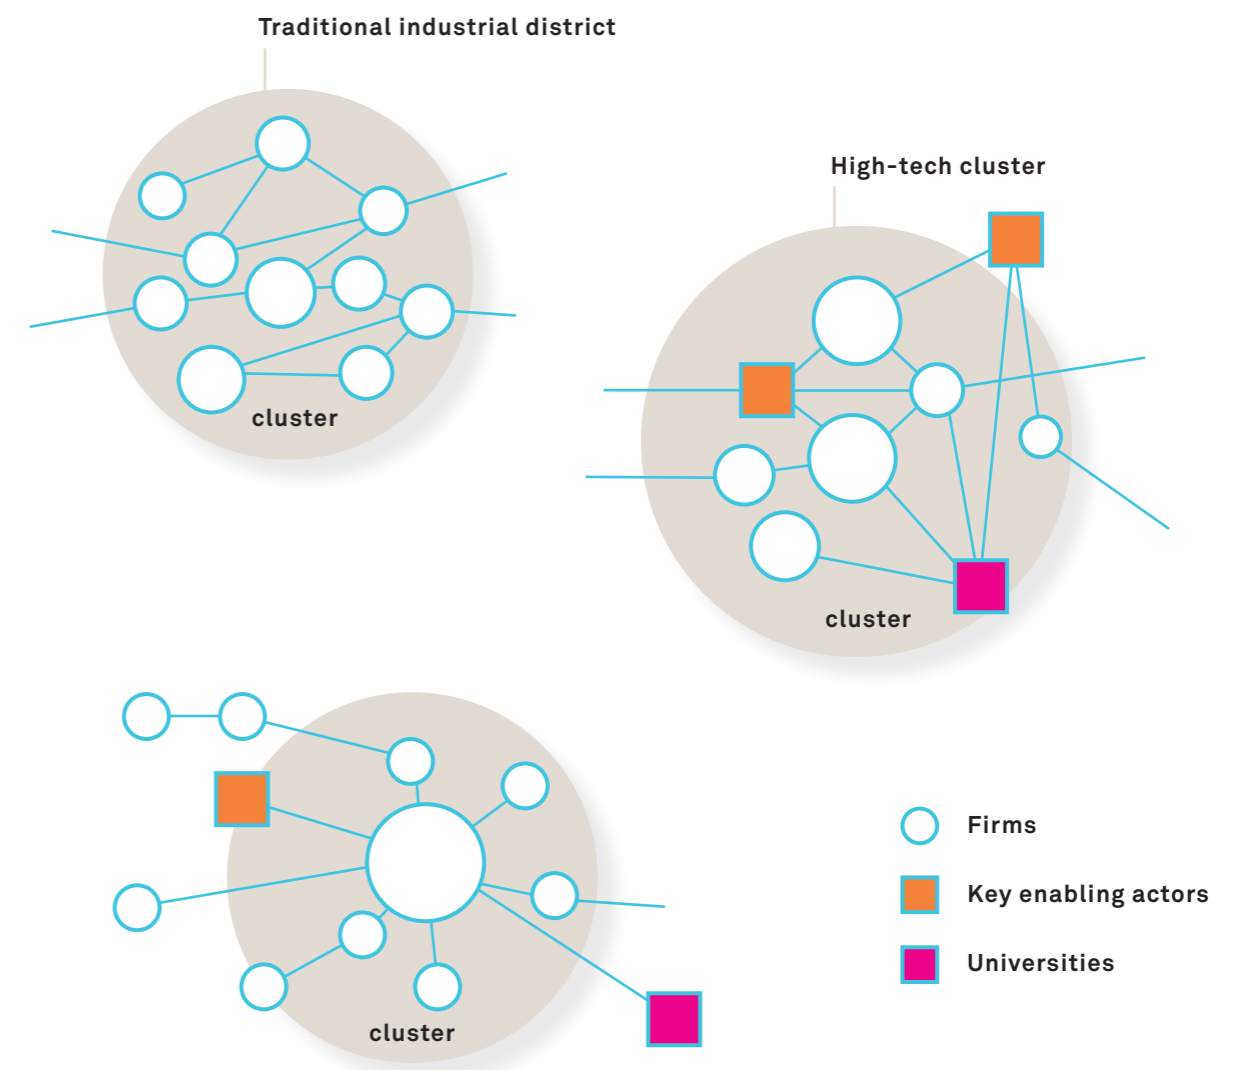 Traditional industrial district
cluster
High-tech cluster
cluster
cluster
Firms
Key enabling actors
Universities